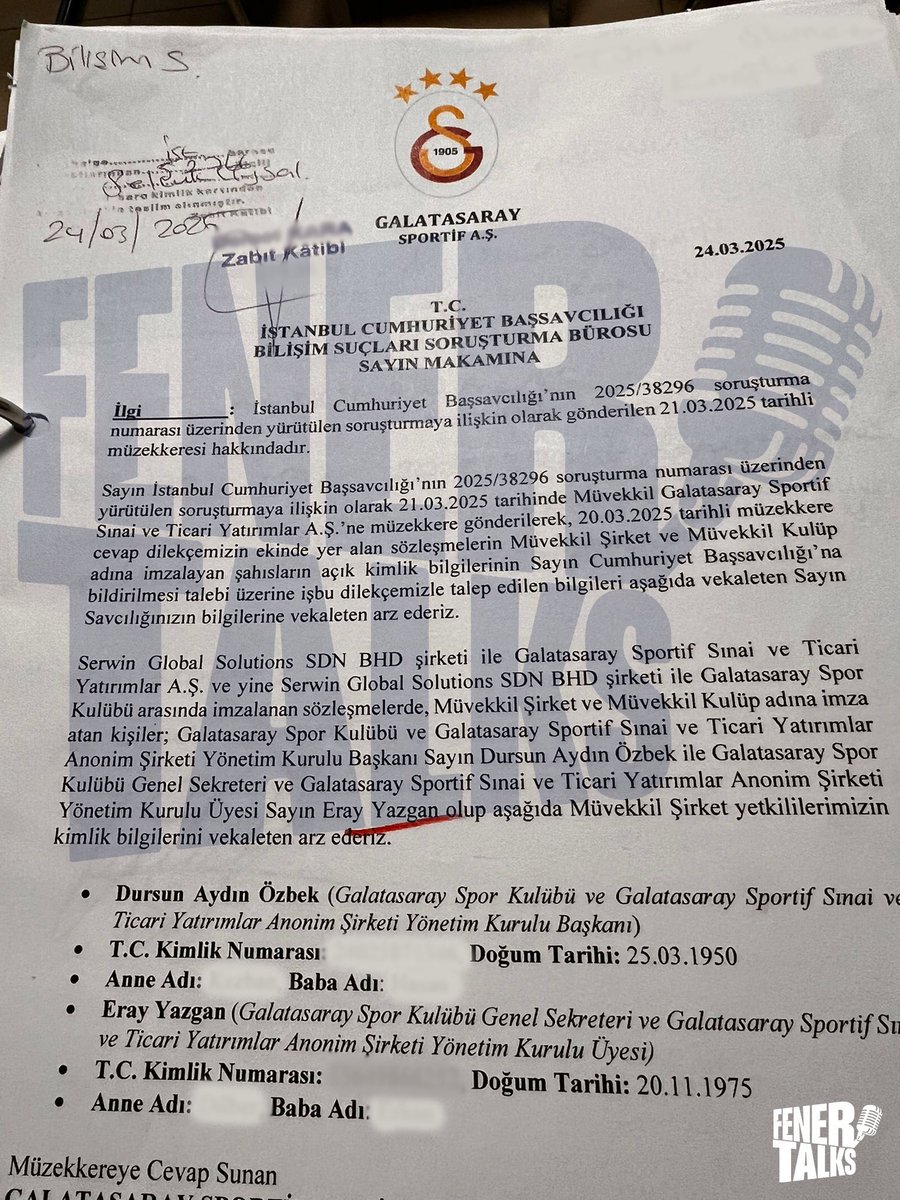 Bilişim S.
1905
GALATASARAY
SPORTİF A.Ş.
sara kimlik karşından
teslim alınmıştır.
Zabıt Katibi
24/03/2025
Zabıt Kâtibi
24.03.2025
T.C.
İSTANBUL CUMHURİYET BAŞSAVCILIĞI
BİLİŞİM SUÇLARI SORUŞTURMA BÜROSU
SAYIN MAKAMINA
İlgi : İstanbul Cumhuriyet Başsavcılığı’nın 2025/38296 soruşturma
numarası üzerinden yürütülen soruşturmaya ilişkin olarak gönderilen 21.03.2025 tarihli
müzekkeresi hakkındadır.
Sayın İstanbul Cumhuriyet Başsavcılığı’nın 2025/38296 soruşturma numarası üzerinden
yürütülen soruşturmaya ilişkin olarak 21.03.2025 tarihinde Müvekkil Galatasaray Sportif
Sınai ve Ticari Yatırımlar A.Ş.’ne müzekkere gönderilerek, 20.03.2025 tarihli müzekkere
cevap dilekçemizin ekinde yer alan sözleşmelerin Müvekkil Şirket ve Müvekkil Kulüp
adına imzalayan şahısların açık kimlik bilgilerinin Sayın Cumhuriyet Başsavcılığı’na
bildirilmesi talebi üzerine işbu dilekçemizle talep edilen bilgileri aşağıda vekaleten Sayın
Savcılığınızın bilgilerine vekaleten arz ederiz.
Serwin Global Solutions SDN BHD şirketi ile Galatasaray Sportif Sınai ve Ticari
Yatırımlar A.Ş. ve yine Serwin Global Solutions SDN BHD şirketi ile Galatasaray Spor
Kulübü arasında imzalanan sözleşmelerde, Müvekkil Şirket ve Müvekkil Kulüp adına imza
atan kişiler; Galatasaray Spor Kulübü ve Galatasaray Sportif Sınai ve Ticari Yatırımlar
Anonim Şirketi Yönetim Kurulu Başkanı Sayın Dursun Aydın Özbek ile Galatasaray Spor
Kulübü Genel Sekreteri ve Galatasaray Sportif Sınai ve Ticari Yatırımlar Anonim Şirketi
Yönetim Kurulu Üyesi Sayın Eray Yazgan olup aşağıda Müvekkil Şirket yetkililerimizin
kimlik bilgilerini vekaleten arz ederiz.
• Dursun Aydın Özbek (Galatasaray Spor Kulübü ve Galatasaray Sportif Sınai ve
Ticari Yatırımlar Anonim Şirketi Yönetim Kurulu Başkanı)
• T.C. Kimlik Numarası Doğum Tarihi: 25.03.1950
• Anne Adı: Baba Adı:
• Eray Yazgan (Galatasaray Spor Kulübü Genel Sekreteri ve Galatasaray Sportif Sı
ve Ticari Yatırımlar Anonim Şirketi Yönetim Kurulu Üyesi)
• T.C. Kimlik Numarası: Doğum Tarihi: 20.11.1975
• Anne Adı: Baba Adı:
Müzekkereye Cevap Sunan
GALATASARAY SPORTİ
FENER
TALKS
FENER
TALKS